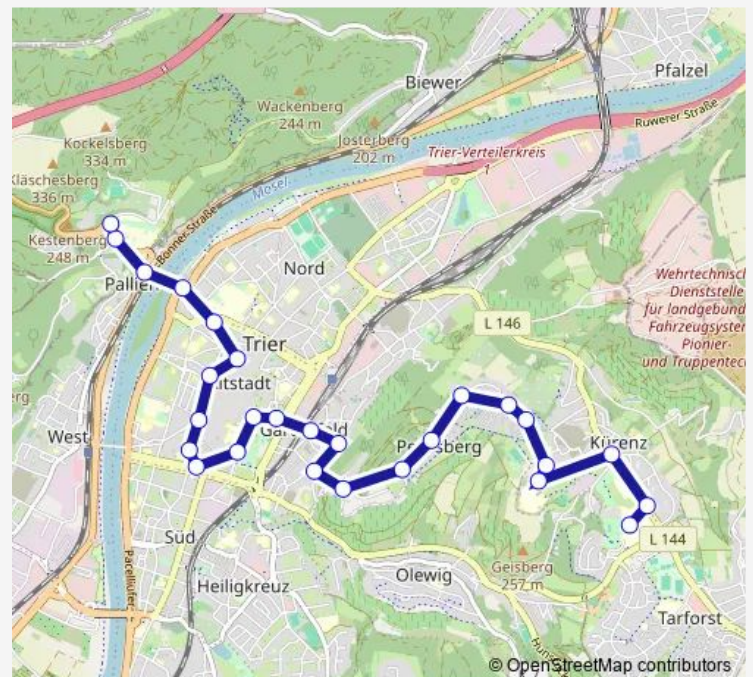 Biewer
Pfalzel
Wackenberg
244 m
Josterberg
202 m
Ruwerer Straße
Kockelsberg
334 m
Trier-Verteilerkreis
1
Mosel
336 m
-Bonner-Straße
Kestenberg
248 m
Nord
Wehrtechnisch
Dienststelle
für landgebund
Fahrzeugsystem
Pionier-
und Truppentec
L 146
Trier
West
Kürenz
Süd
L 144
Olewig
Geisberg
257 m
Heiligkreuz
Tarforst
© OpenStreetMap contributors